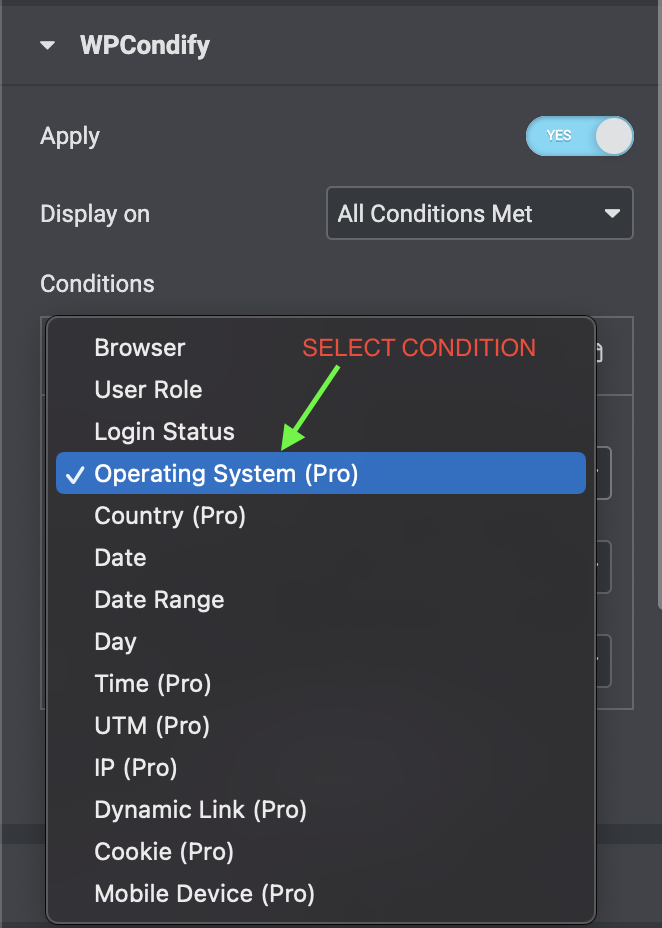 WPCondify
Apply
YES
Display on
All Conditions Met
Conditions
Browser
SELECT CONDITION
User Role
Login Status
Operating System (Pro)
Country (Pro)
Date
Date Range
Day
Time (Pro)
UTM (Pro)
IP (Pro)
Dynamic Link (Pro)
Cookie (Pro)
Mobile Device (Pro)